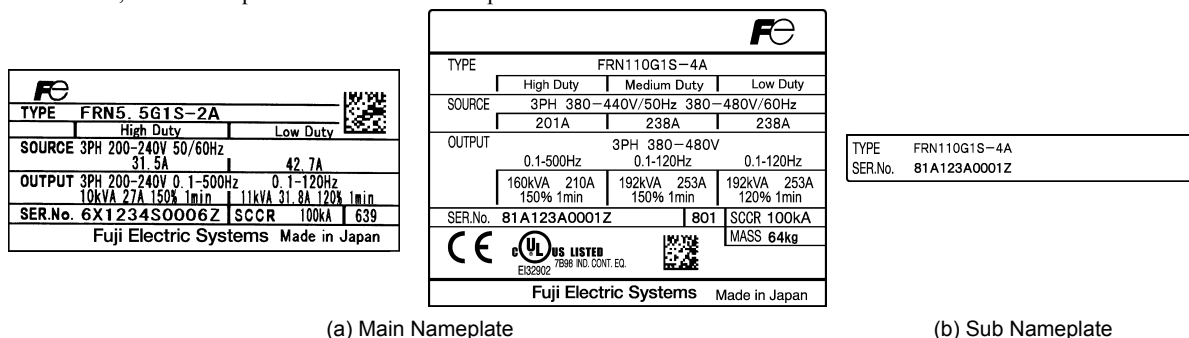 Fe
TYPE FRN5.5G1S-2A
High Duty Low Duty
SOURCE 3PH 200-240V 50/60Hz
31.5A 42.7A
OUTPUT 3PH 200-240V 0.1-500Hz 0.1-120Hz
10kVA 27A 150% 1min 11kVA 31.8A 120% 1min
SER.No. 6X1234S0006Z SCCR 100kA 639
Fuji Electric Systems Made in Japan
Fe
TYPE FRN110G1S-4A
High Duty Medium Duty Low Duty
SOURCE 3PH 380-440V/50Hz 380-480V/60Hz
201A 238A 238A
OUTPUT 3PH 380-480V
0.1-500Hz 0.1-120Hz 0.1-120Hz
160kVA 210A 192kVA 253A 192kVA 253A
150% 1min 150% 1min 120% 1min
SER.No. 81A123A0001Z 801 SCCR 100kA
MASS 64kg
CE c UL US LISTED
7B98 IND. CONT. EQ.
EI32902
Fuji Electric Systems Made in Japan
(a) Main Nameplate
TYPE FRN110G1S-4A
SER.No. 81A123A0001Z
(b) Sub Nameplate